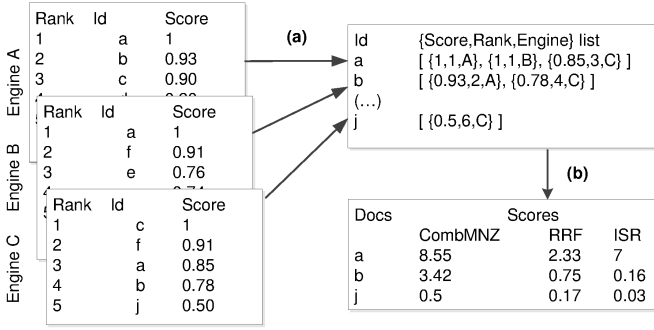 Engine A
Rank Id Score
1 a 1
2 b 0.93
3 c 0.90
Engine B
Rank Id Score
1 a 1
2 f 0.91
3 e 0.76
Engine C
Rank Id Score
1 c 1
2 f 0.91
3 a 0.85
4 b 0.78
5 j 0.50
(a)
Id {Score,Rank,Engine} list
a [ {1,1,A}, {1,1,B}, {0.85,3,C} ]
b [ {0.93,2,A}, {0.78,4,C} ]
(...)
j [ {0.5,6,C} ]
(b)
Docs Scores
CombMNZ RRF ISR
a 8.55 2.33 7
b 3.42 0.75 0.16
j 0.5 0.17 0.03